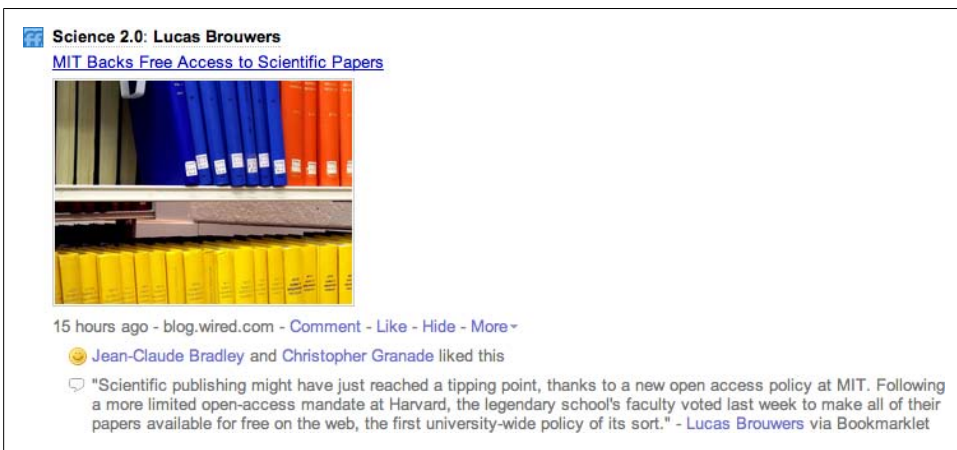 ff Science 2.0: Lucas Brouwers
MIT Backs Free Access to Scientific Papers
15 hours ago - blog.wired.com - Comment - Like - Hide - More
Jean-Claude Bradley and Christopher Granade liked this
"Scientific publishing might have just reached a tipping point, thanks to a new open access policy at MIT. Following
a more limited open-access mandate at Harvard, the legendary school's faculty voted last week to make all of their
papers available for free on the web, the first university-wide policy of its sort." - Lucas Brouwers via Bookmarklet